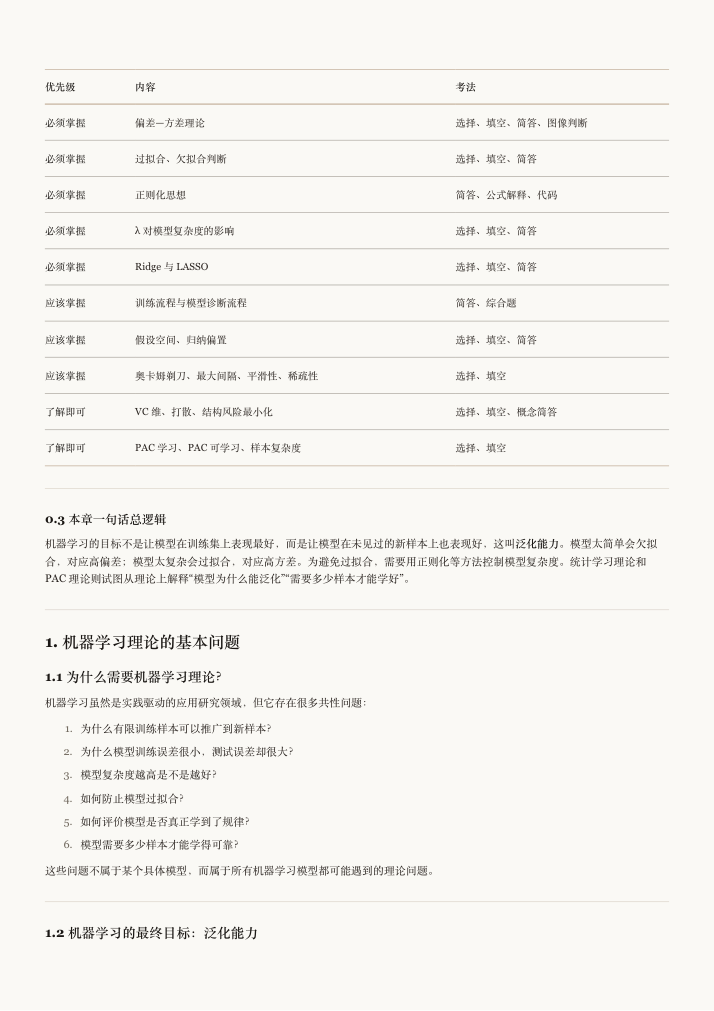 优先级 内容 考法
必须掌握 偏差—方差理论 选择、填空、简答、图像判断
必须掌握 过拟合、欠拟合判断 选择、填空、简答
必须掌握 正则化思想 简答、公式解释、代码
必须掌握 λ 对模型复杂度的影响 选择、填空、简答
必须掌握 Ridge 与 LASSO 选择、填空、简答
应该掌握 训练流程与模型诊断流程 简答、综合题
应该掌握 假设空间、归纳偏置 选择、填空、简答
应该掌握 奥卡姆剃刀、最大间隔、平滑性、稀疏性 选择、填空
了解即可 VC 维、打散、结构风险最小化 选择、填空、概念简答
了解即可 PAC 学习、PAC 可学习、样本复杂度 选择、填空
0.3 本章一句话总逻辑
机器学习的目标不是让模型在训练集上表现最好，而是让模型在未见过的新样本上也表现好，这叫泛化能力。模型太简单会欠拟
合，对应高偏差；模型太复杂会过拟合，对应高方差。为避免过拟合，需要用正则化等方法控制模型复杂度。统计学习理论和
PAC 理论则试图从理论上解释“模型为什么能泛化”“需要多少样本才能学好”。
1. 机器学习理论的基本问题
1.1 为什么需要机器学习理论？
机器学习虽然是实践驱动的应用研究领域，但它存在很多共性问题：
1. 为什么有限训练样本可以推广到新样本？
2. 为什么模型训练误差很小，测试误差却很大？
3. 模型复杂度越高是不是越好？
4. 如何防止模型过拟合？
5. 如何评价模型是否真正学到了规律？
6. 模型需要多少样本才能学得可靠？
这些问题不属于某个具体模型，而属于所有机器学习模型都可能遇到的理论问题。
1.2 机器学习的最终目标：泛化能力